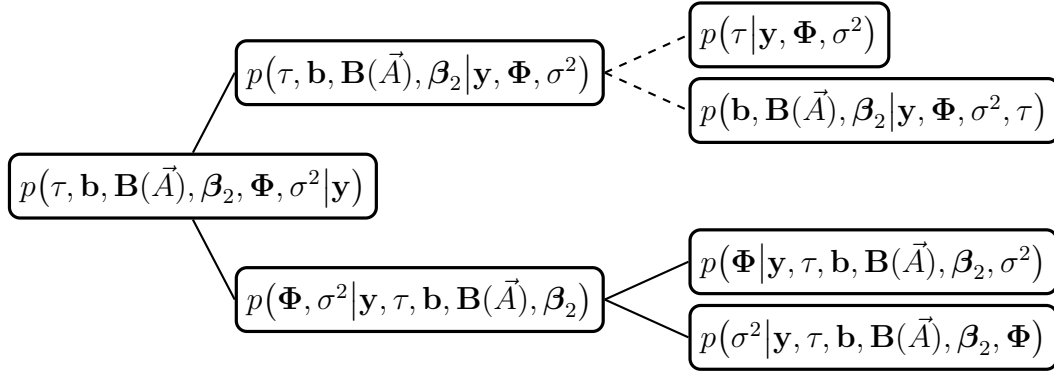 p(τ|y, Φ, σ²)
p(τ, b, B(A⃗), β₂|y, Φ, σ²)
p(b, B(A⃗), β₂|y, Φ, σ², τ)
p(τ, b, B(A⃗), β₂, Φ, σ²|y)
p(Φ|y, τ, b, B(A⃗), β₂, σ²)
p(Φ, σ²|y, τ, b, B(A⃗), β₂)
p(σ²|y, τ, b, B(A⃗), β₂, Φ)